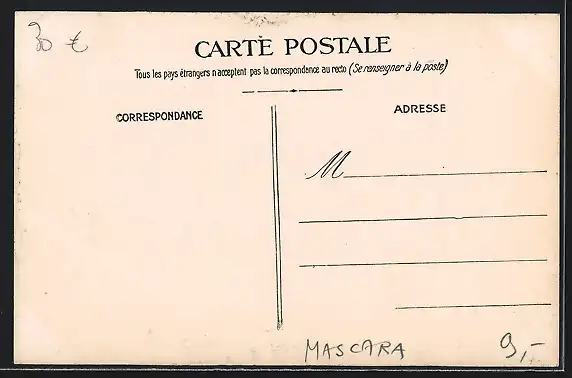 30 €
CARTE POSTALE
Tous les pays étrangers n'acceptent pas la correspondance au recto (Se renseigner à la poste)
CORRESPONDANCE
ADRESSE
M
MASCARA
9,-